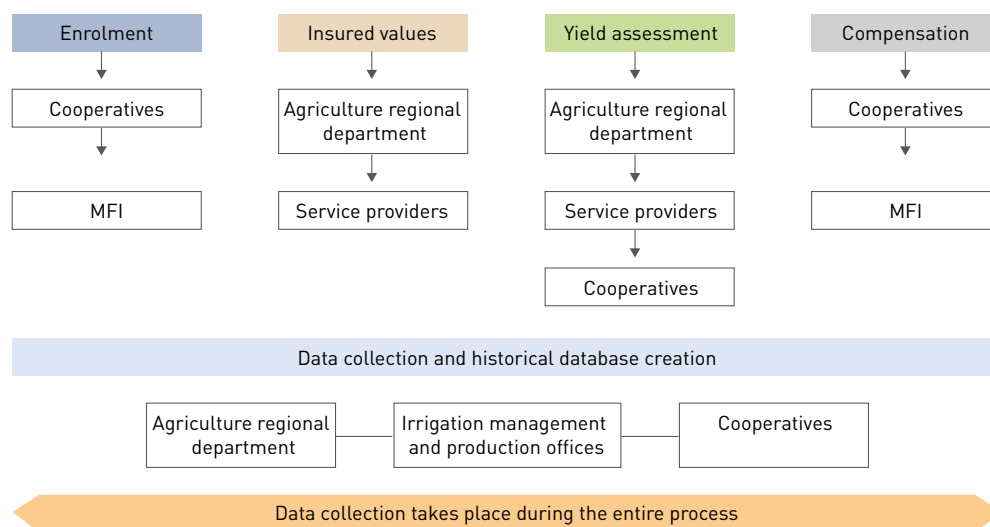 Enrolment
Insured values
Yield assessment
Compensation
Cooperatives
Agriculture regional
department
Agriculture regional
department
Cooperatives
MFI
Service providers
Service providers
MFI
Cooperatives
Data collection and historical database creation
Agriculture regional
department
Irrigation management
and production offices
Cooperatives
Data collection takes place during the entire process